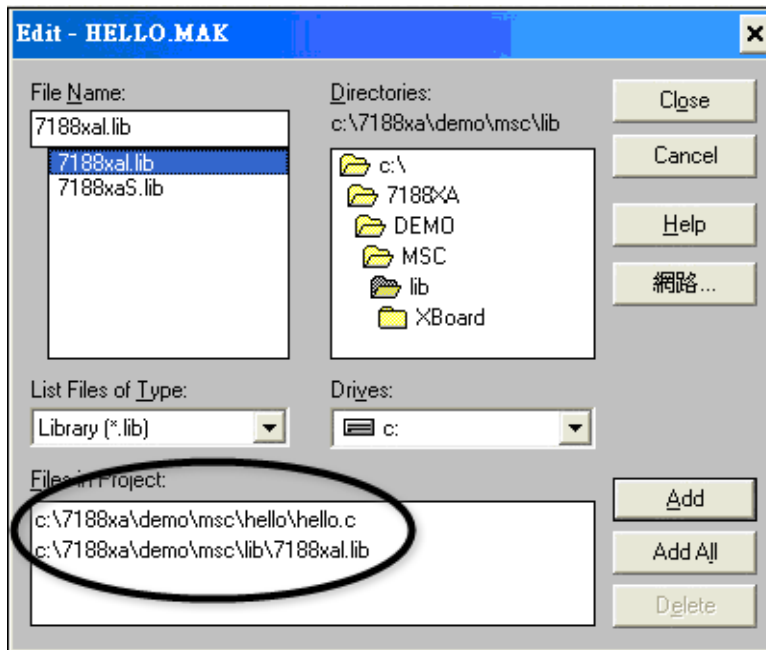 Edit - HELLO.MAK
File Name:
7188xal.lib
7188xal.lib
7188xaS.lib
Directories:
c:\7188xa\demo\msc\lib
c:\
7188XA
DEMO
MSC
lib
XBoard
Close
Cancel
Help
網路...
List Files of Type:
Library (*.lib)
Drives:
c:
Files in Project:
c:\7188xa\demo\msc\hello\hello.c
c:\7188xa\demo\msc\lib\7188xal.lib
Add
Add All
Delete